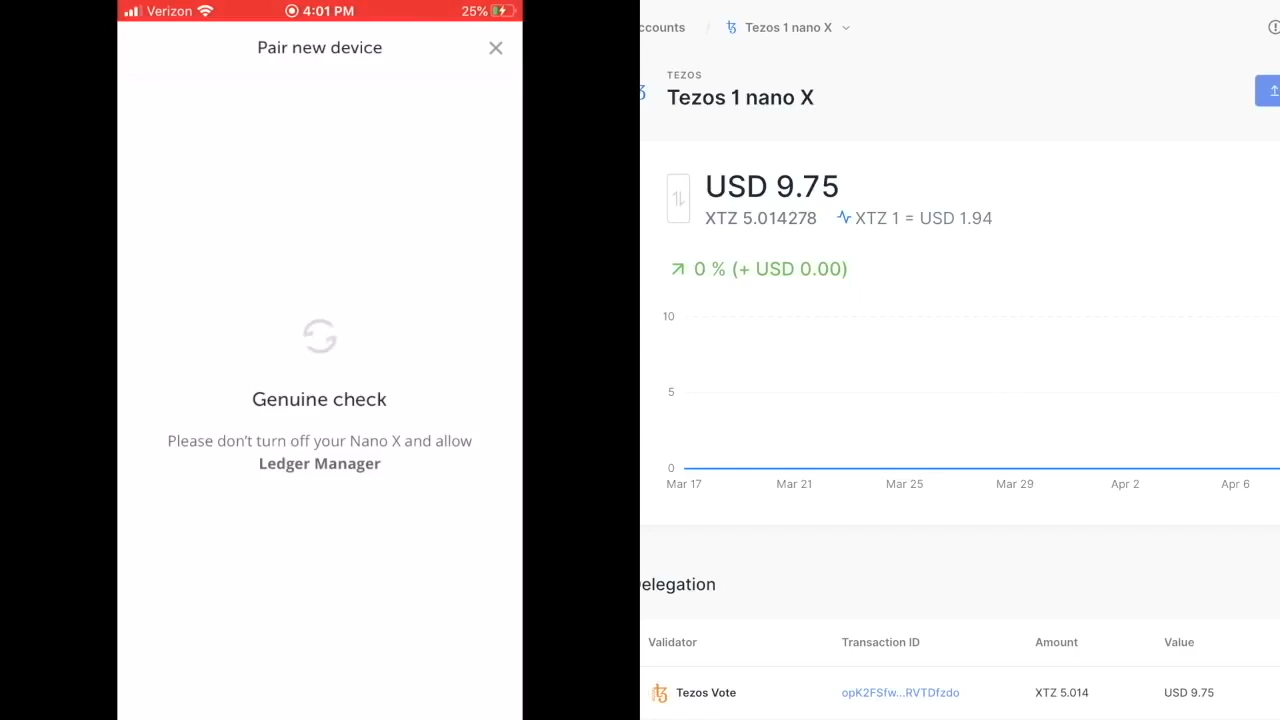 Verizon 4:01 PM 25%
Pair new device
Genuine check
Please don't turn off your Nano X and allow
Ledger Manager
ccounts / Tezos 1 nano X
TEZOS
Tezos 1 nano X
USD 9.75
XTZ 5.014278 XTZ 1 = USD 1.94
0 % (+ USD 0.00)
10
5
0
Mar 17 Mar 21 Mar 25 Mar 29 Apr 2 Apr 6
elegation
Validator Transaction ID Amount Value
Tezos Vote opK2FSfw...RVTDfzdo XTZ 5.014 USD 9.75